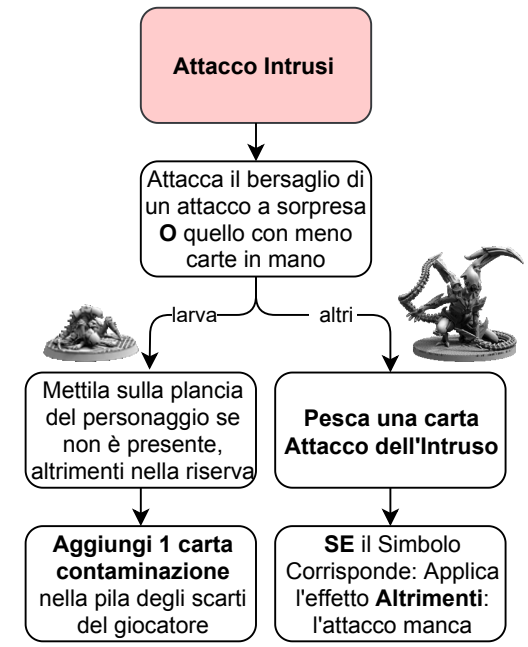 Attacco Intrusi
Attacca il bersaglio di
un attacco a sorpresa
O quello con meno
carte in mano
larva
altri
Mettila sulla plancia
del personaggio se
non è presente,
altrimenti nella riserva
Pesca una carta
Attacco dell'Intruso
Aggiungi 1 carta
contaminazione
nella pila degli scarti
del giocatore
SE il Simbolo
Corrisponde: Applica
l'effetto Altrimenti:
l'attacco manca